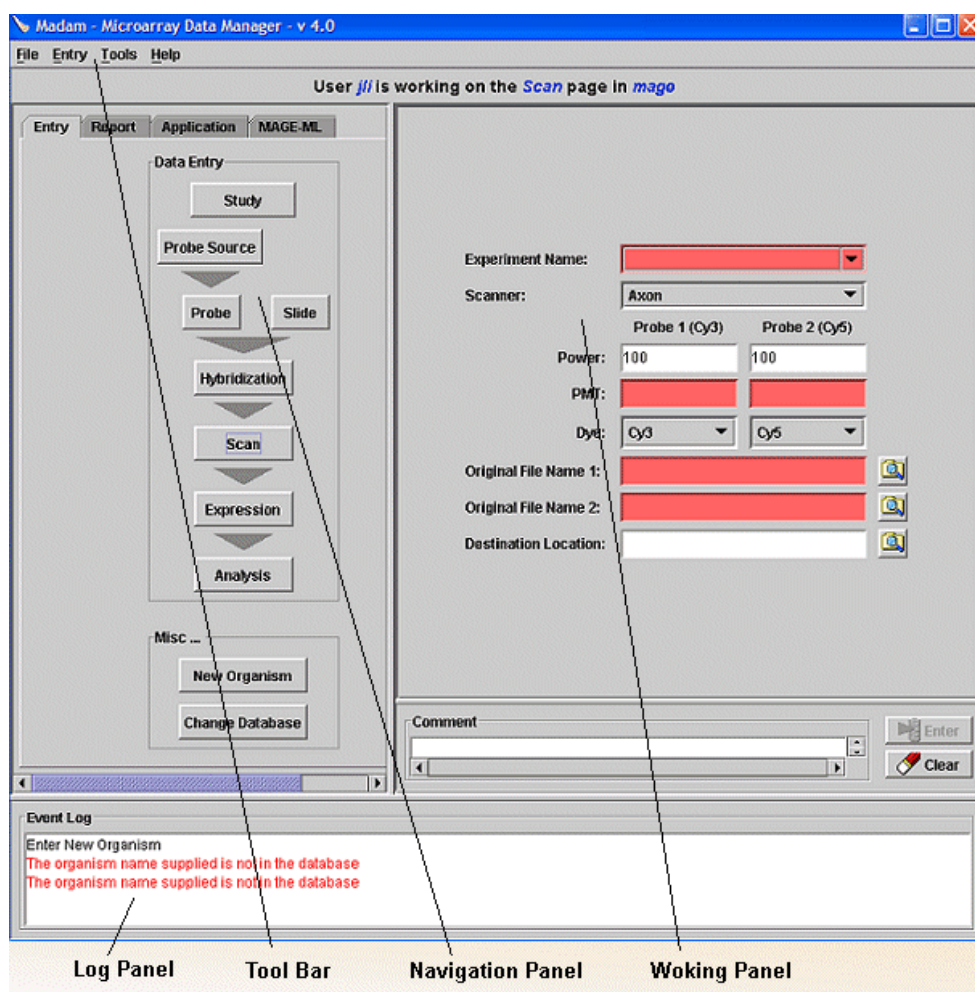 Madam - Microarray Data Manager - v 4.0
File Entry Tools Help
User jli is working on the Scan page in mago
Entry Report Application MAGE-ML
Data Entry
Study
Probe Source
Probe Slide
Hybridization
Scan
Expression
Analysis
Misc ...
New Organism
Change Database
Experiment Name:
Scanner: Axon
Probe 1 (Cy3) Probe 2 (Cy5)
Power: 100 100
PMT:
Dye: Cy3 Cy5
Original File Name 1:
Original File Name 2:
Destination Location:
Comment
Enter
Clear
Event Log
Enter New Organism
The organism name supplied is not in the database
The organism name supplied is not in the database
Log Panel Tool Bar Navigation Panel Woking Panel